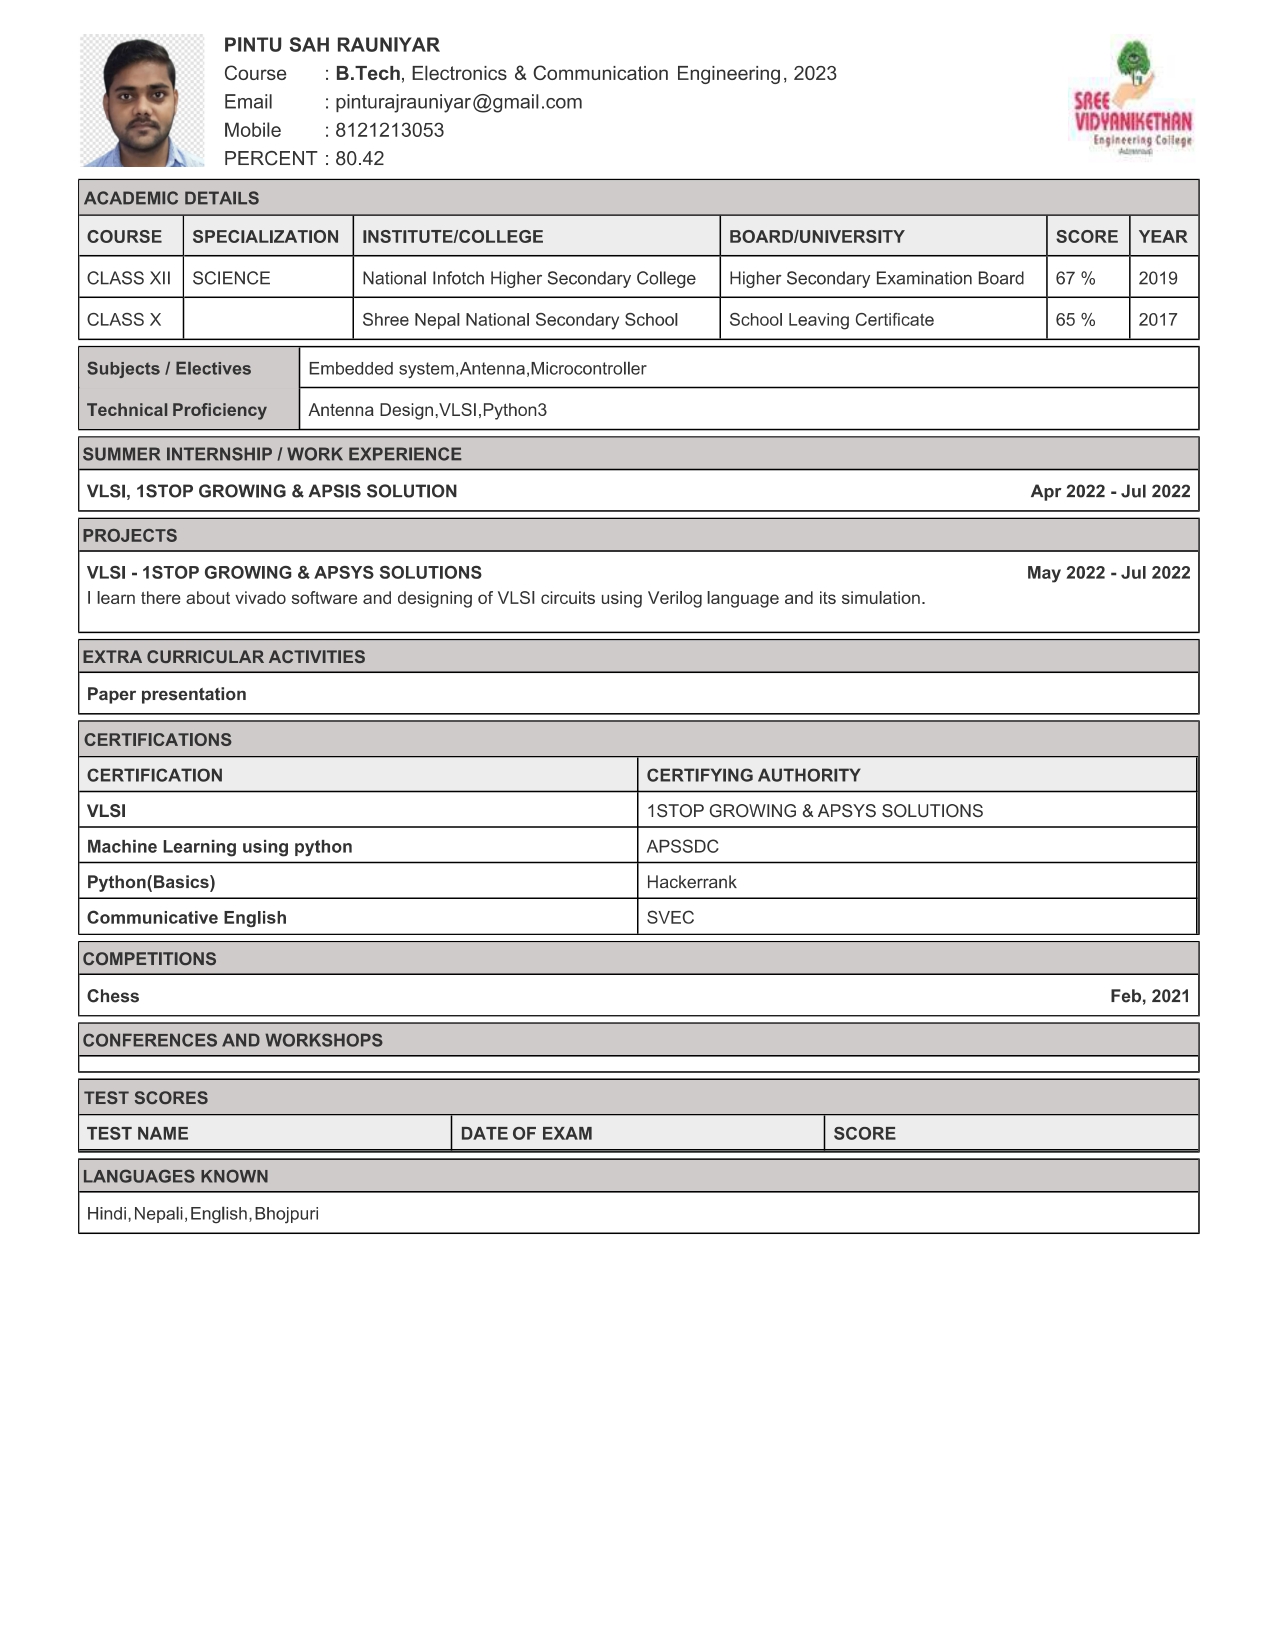 PINTU SAH RAUNIYAR
Course : B.Tech, Electronics & Communication Engineering, 2023
Email : pinturajrauniyar@gmail.com
Mobile : 8121213053
PERCENT : 80.42
SREE
VIDYANIKETHAN
Engineering College
ACADEMIC DETAILS
COURSE SPECIALIZATION INSTITUTE/COLLEGE BOARD/UNIVERSITY SCORE YEAR
CLASS XII SCIENCE National Infotch Higher Secondary College Higher Secondary Examination Board 67 % 2019
CLASS X Shree Nepal National Secondary School School Leaving Certificate 65 % 2017
Subjects / Electives Embedded system,Antenna,Microcontroller
Technical Proficiency Antenna Design,VLSI,Python3
SUMMER INTERNSHIP / WORK EXPERIENCE
VLSI, 1STOP GROWING & APSIS SOLUTION Apr 2022 - Jul 2022
PROJECTS
VLSI - 1STOP GROWING & APSYS SOLUTIONS May 2022 - Jul 2022
I learn there about vivado software and designing of VLSI circuits using Verilog language and its simulation.
EXTRA CURRICULAR ACTIVITIES
Paper presentation
CERTIFICATIONS
CERTIFICATION CERTIFYING AUTHORITY
VLSI 1STOP GROWING & APSYS SOLUTIONS
Machine Learning using python APSSDC
Python(Basics) Hackerrank
Communicative English SVEC
COMPETITIONS
Chess Feb, 2021
CONFERENCES AND WORKSHOPS
TEST SCORES
TEST NAME DATE OF EXAM SCORE
LANGUAGES KNOWN
Hindi,Nepali,English,Bhojpuri